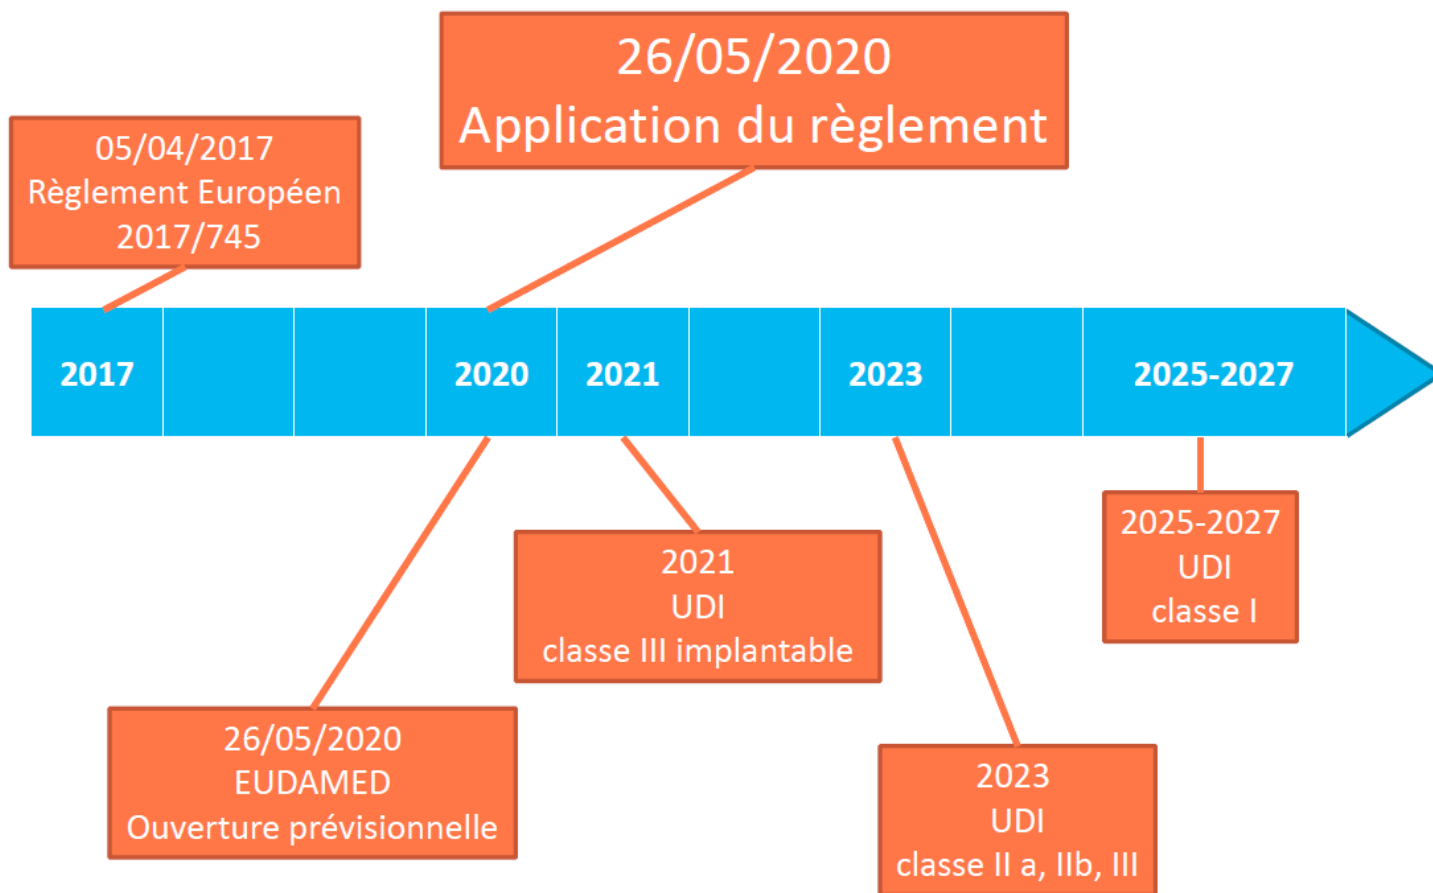 26/05/2020
Application du règlement
05/04/2017
Règlement Européen
2017/745
2017
2020
2021
2023
2025-2027
2021
UDI
classe III implantable
2025-2027
UDI
classe I
26/05/2020
EUDAMED
Ouverture prévisionnelle
2023
UDI
classe II a, IIb, III